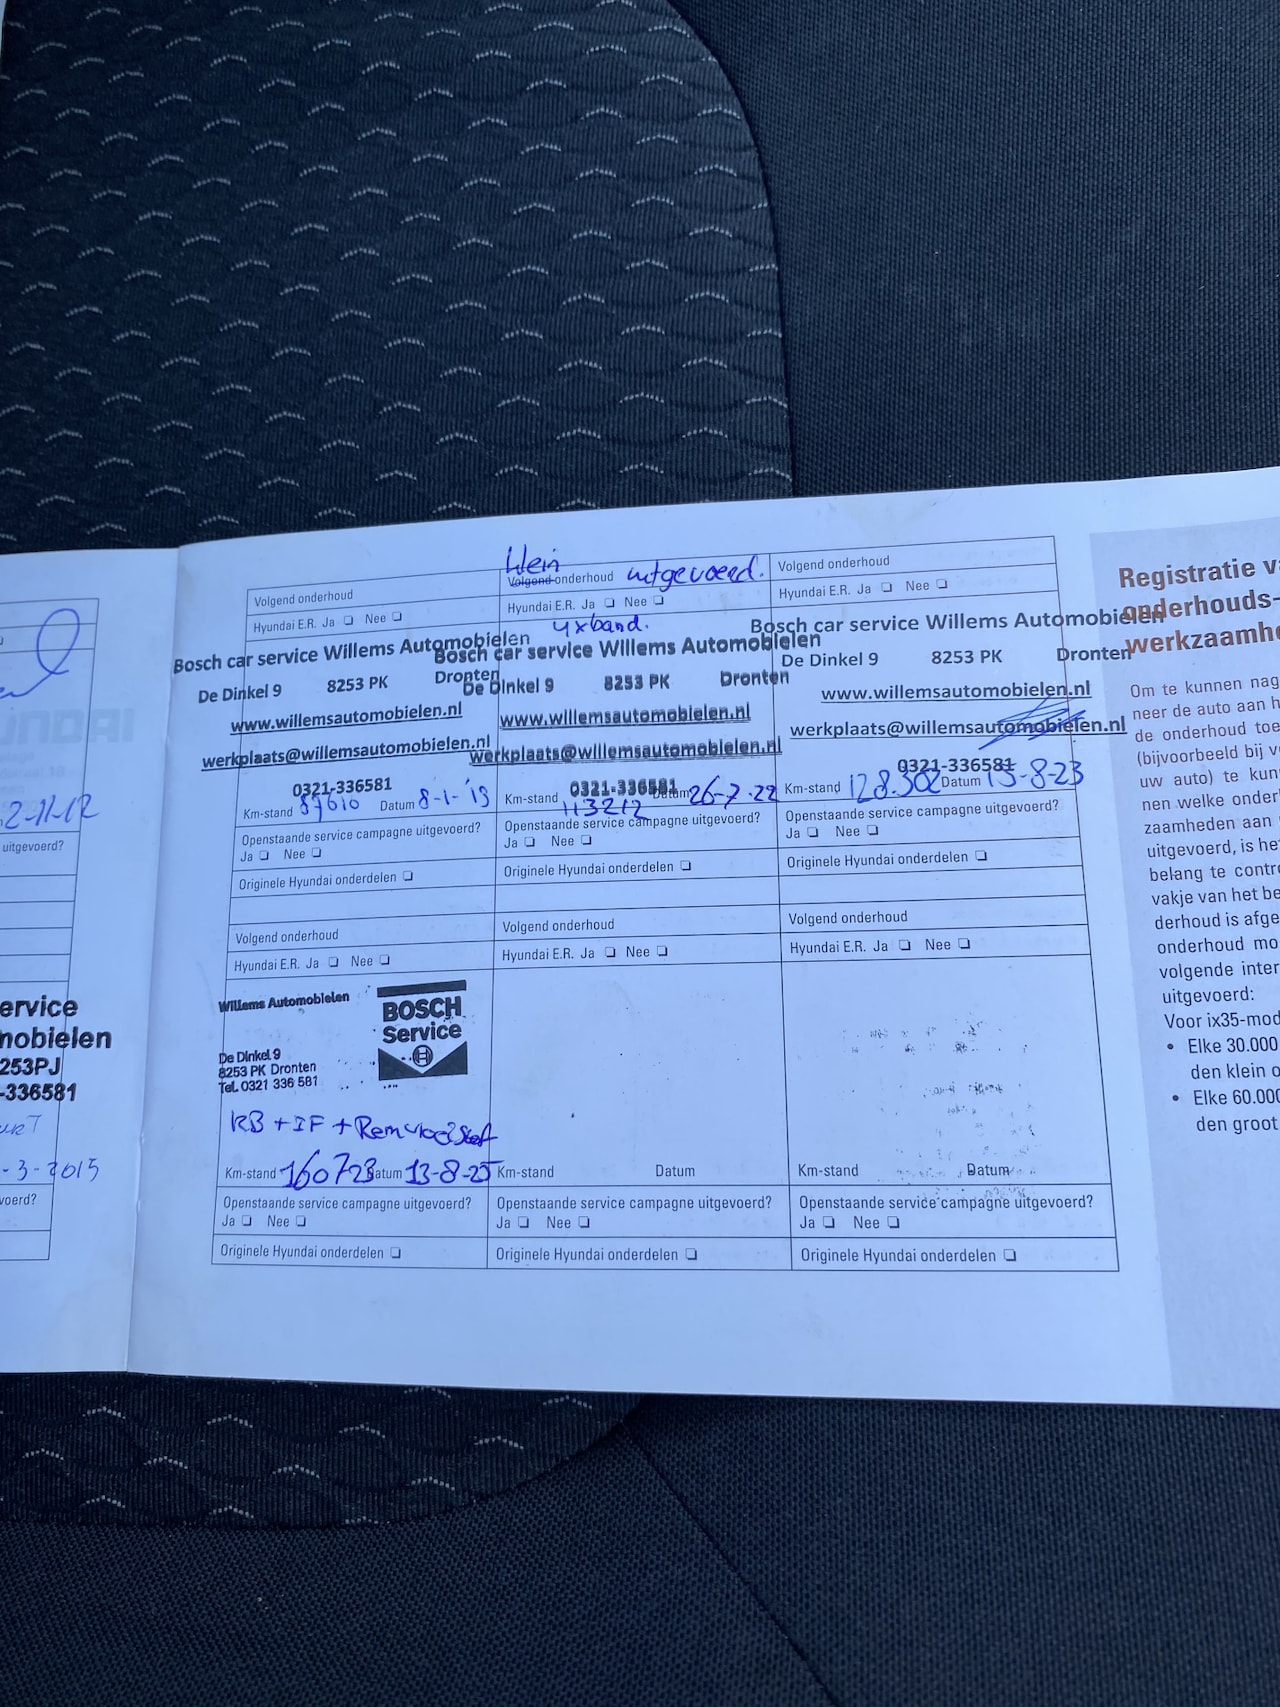 2-11-12
uitgevoerd?
ervice
mobielen
253PJ
-336581
-3-2015
voerd?
Klein
Volgend onderhoud
Volgend onderhoud uitgevoerd.
Volgend onderhoud
Hyundai E.R. Ja Nee
Hyundai E.R. Ja Nee
Hyundai E.R. Ja Nee
4xband.
Bosch car service Willems Automobielen
De Dinkel 9 8253 PK Dronten
www.willemsautomobielen.nl
werkplaats@willemsautomobielen.nl
0321-336581
Km-stand 87610 Datum 8-1-'19
Openstaande service campagne uitgevoerd?
Ja Nee
Originele Hyundai onderdelen
Bosch car service Willems Automobielen
De Dinkel 9 8253 PK Dronten
www.willemsautomobielen.nl
werkplaats@willemsautomobielen.nl
0321-336581
Km-stand 113212 Datum 26-7-22
Openstaande service campagne uitgevoerd?
Ja Nee
Originele Hyundai onderdelen
Bosch car service Willems Automobielen
De Dinkel 9 8253 PK Dronten
www.willemsautomobielen.nl
werkplaats@willemsautomobielen.nl
0321-336581
Km-stand 128.302 Datum 15-8-23
Openstaande service campagne uitgevoerd?
Ja Nee
Originele Hyundai onderdelen
Volgend onderhoud
Hyundai E.R. Ja Nee
Willems Automobielen
BOSCH
Service
De Dinkel 9
8253 PK Dronten
Tel. 0321 336 581
KB + IF + Remvloeistof
Km-stand 160723 Datum 13-8-25
Openstaande service campagne uitgevoerd?
Ja Nee
Originele Hyundai onderdelen
Volgend onderhoud
Hyundai E.R. Ja Nee
Km-stand Datum
Openstaande service campagne uitgevoerd?
Ja Nee
Originele Hyundai onderdelen
Volgend onderhoud
Hyundai E.R. Ja Nee
Km-stand Datum
Openstaande service campagne uitgevoerd?
Ja Nee
Originele Hyundai onderdelen
Registratie v
onderhouds-
werkzaamhe
Om te kunnen nag
neer de auto aan h
de onderhoud toe
(bijvoorbeeld bij v
uw auto) te kun
nen welke onder
zaamheden aan
uitgevoerd, is he
belang te contr
vakje van het be
derhoud is afge
onderhoud mo
volgende inter
uitgevoerd:
Voor ix35-mod
• Elke 30.000
den klein o
• Elke 60.000
den groot